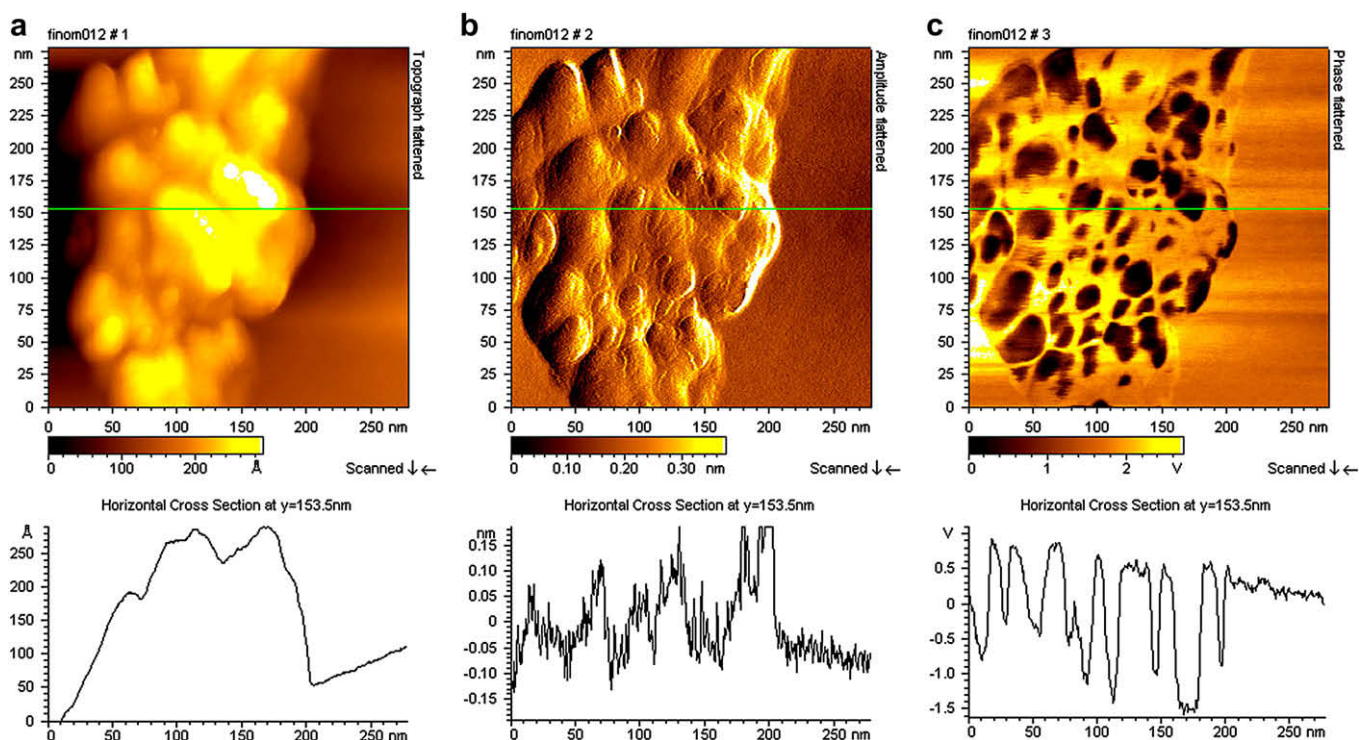 a
finom012 # 1
Topograph flattened
275
250
225
200
175
150
125
100
75
50
25
0
0 50 100 150 200 250 nm
0 100 200 Å
Scanned ↓←
Horizontal Cross Section at y=153.5nm
Å
250
200
150
100
50
0
0 50 100 150 200 250 nm
b
finom012 # 2
Amplitude flattened
275
250
225
200
175
150
125
100
75
50
25
0
0 50 100 150 200 250 nm
0 0.10 0.20 0.30 nm
Scanned ↓←
Horizontal Cross Section at y=153.5nm
nm
0.15
0.10
0.05
0
-0.05
-0.10
-0.15
0 50 100 150 200 250 nm
c
finom012 # 3
Phase flattened
275
250
225
200
175
150
125
100
75
50
25
0
0 50 100 150 200 250 nm
0 1 2 V
Scanned ↓←
Horizontal Cross Section at y=153.5nm
V
0.5
0
-0.5
-1.0
-1.5
0 50 100 150 200 250 nm